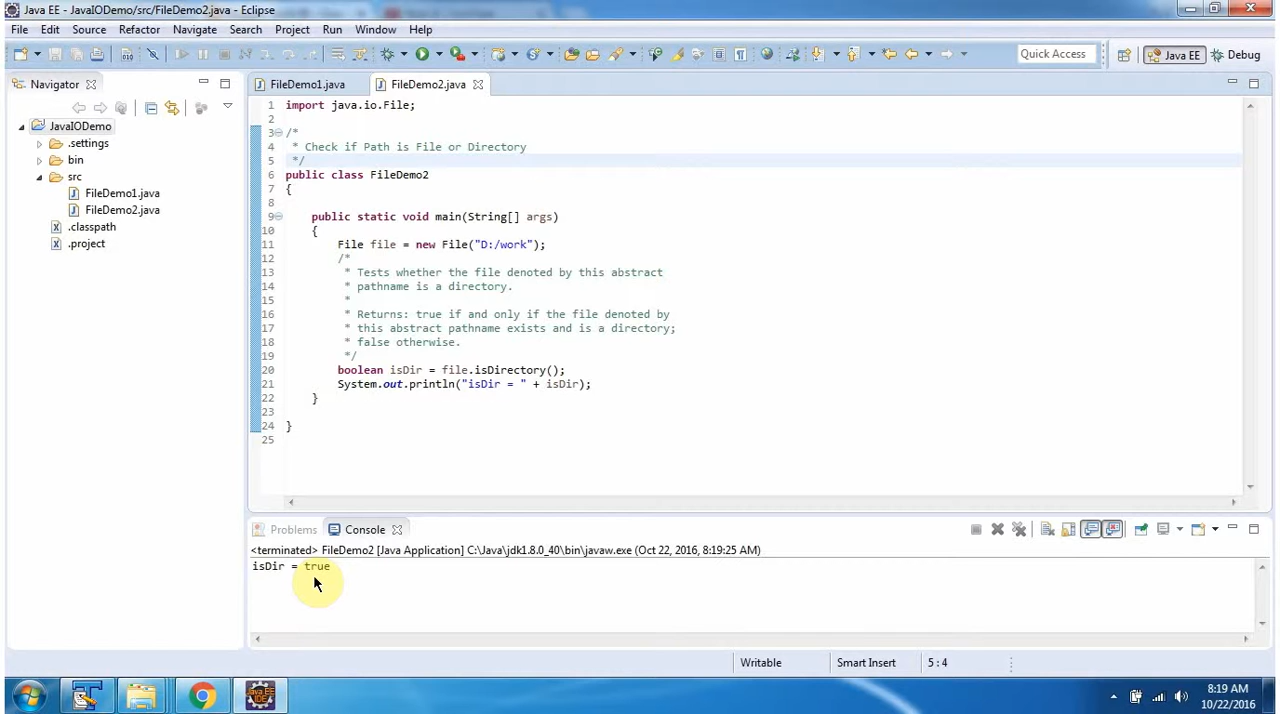 Java EE - JavaIODemo/src/FileDemo2.java - Eclipse
File Edit Source Refactor Navigate Search Project Run Window Help
Quick Access Java EE Debug
Navigator
JavaIODemo
.settings
bin
src
FileDemo1.java
FileDemo2.java
.classpath
.project
FileDemo1.java FileDemo2.java
1 import java.io.File;
2
3 /*
4 * Check if Path is File or Directory
5 */
6 public class FileDemo2
7 {
8
9 public static void main(String[] args)
10 {
11 File file = new File("D:/work");
12 /*
13 * Tests whether the file denoted by this abstract
14 * pathname is a directory.
15 *
16 * Returns: true if and only if the file denoted by
17 * this abstract pathname exists and is a directory;
18 * false otherwise.
19 */
20 boolean isDir = file.isDirectory();
21 System.out.println("isDir = " + isDir);
22 }
23
24 }
25
Problems Console
<terminated> FileDemo2 [Java Application] C:\Java\jdk1.8.0_40\bin\javaw.exe (Oct 22, 2016, 8:19:25 AM)
isDir = true
Writable Smart Insert 5 : 4
Java EE
IDE
8:19 AM
10/22/2016